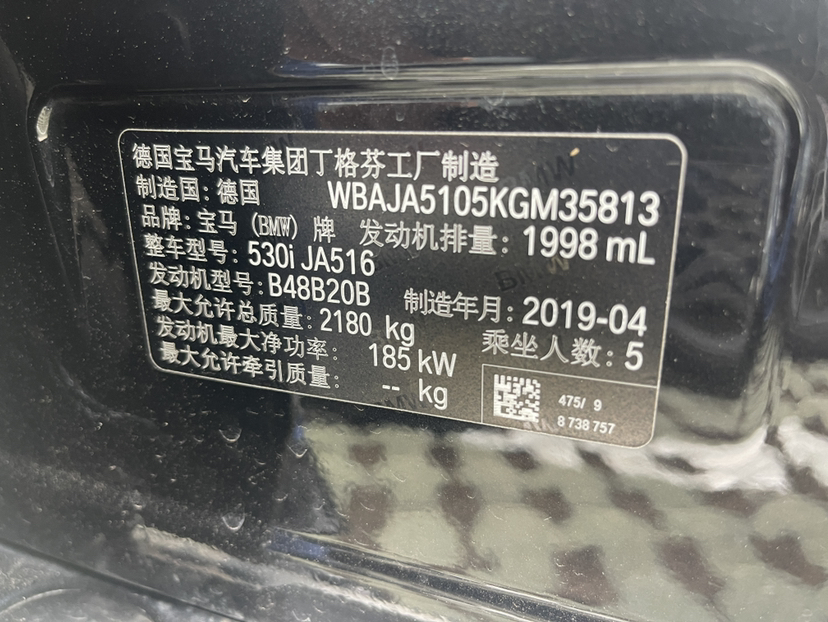 德国宝马汽车集团丁格芬工厂制造
制造国:德国 WBAJA5105KGM35813
品牌:宝马 (BMW) 牌 发动机排量:1998 mL
整车型号:530i JA516
发动机型号:B48B20B 制造年月:2019-04
最大允许总质量:2180 kg 乘坐人数:5
发动机最大净功率: 185 kW
最大允许牵引质量: -- kg
475/ 9
8 738 757